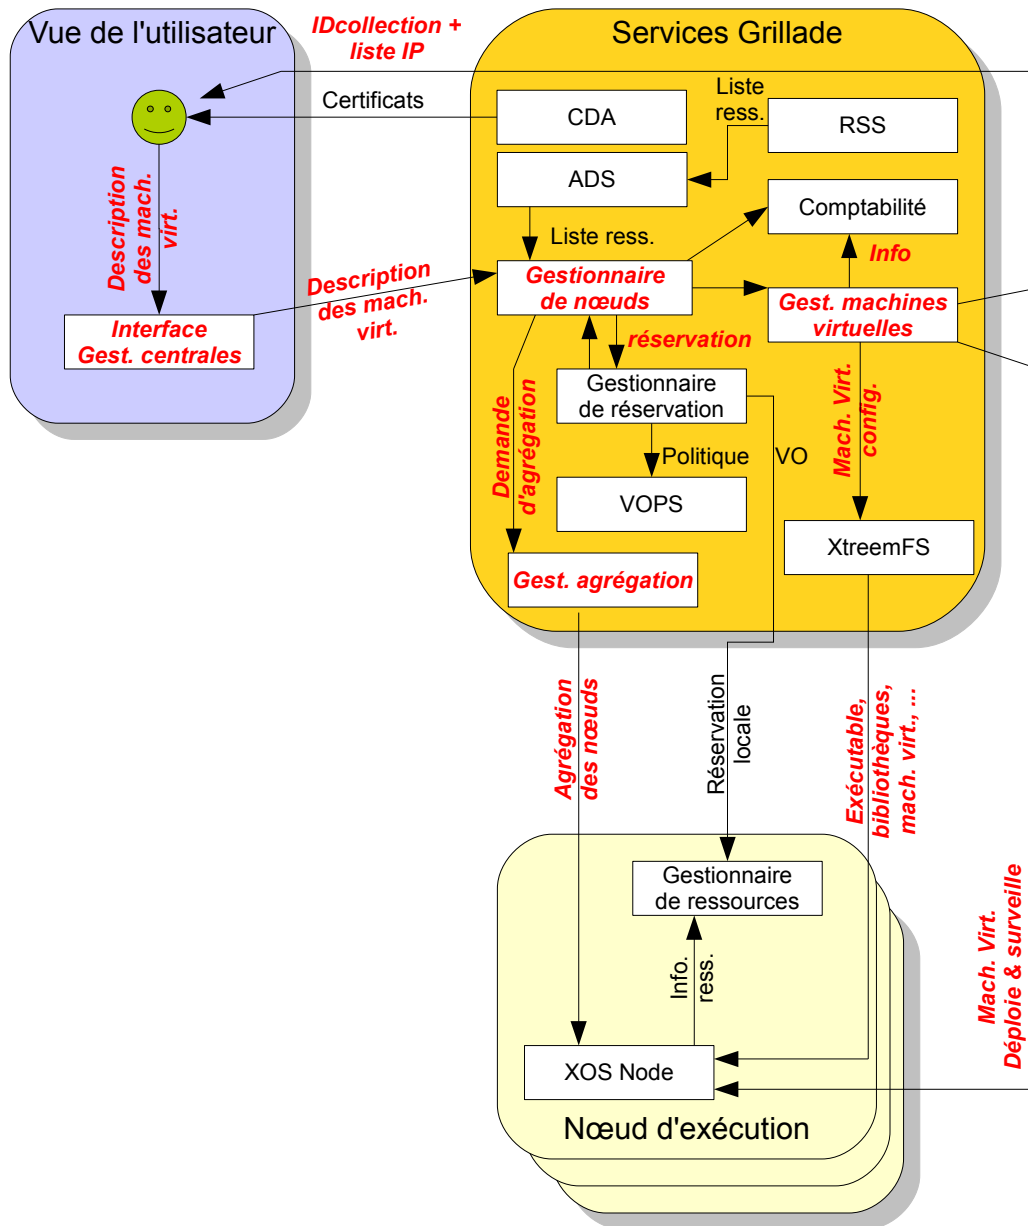 Vue de l'utilisateur
IDcollection +
liste IP
Services Grillade
Certificats
CDA
Liste
ress.
RSS
ADS
Description
des mach.
virt.
Liste ress.
Comptabilité
Info
Description
des mach.
virt.
Gestionnaire
de nœuds
Gest. machines
virtuelles
Interface
Gest. centrales
réservation
Gestionnaire
de réservation
Mach. Virt.
config.
Demande
d'agrégation
Politique
VO
VOPS
XtreemFS
Gest. agrégation
Agrégation
des nœuds
Réservation
locale
Exécutable,
bibliothèques,
mach. virt., ...
Gestionnaire
de ressources
Info.
ress.
Mach. Virt.
Déploie & surveille
XOS Node
Nœud d'exécution